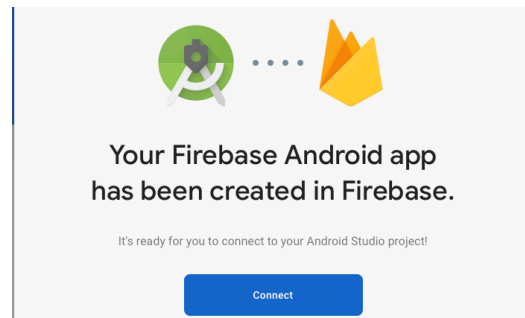 Your Firebase Android app
has been created in Firebase.
It's ready for you to connect to your Android Studio project!
Connect